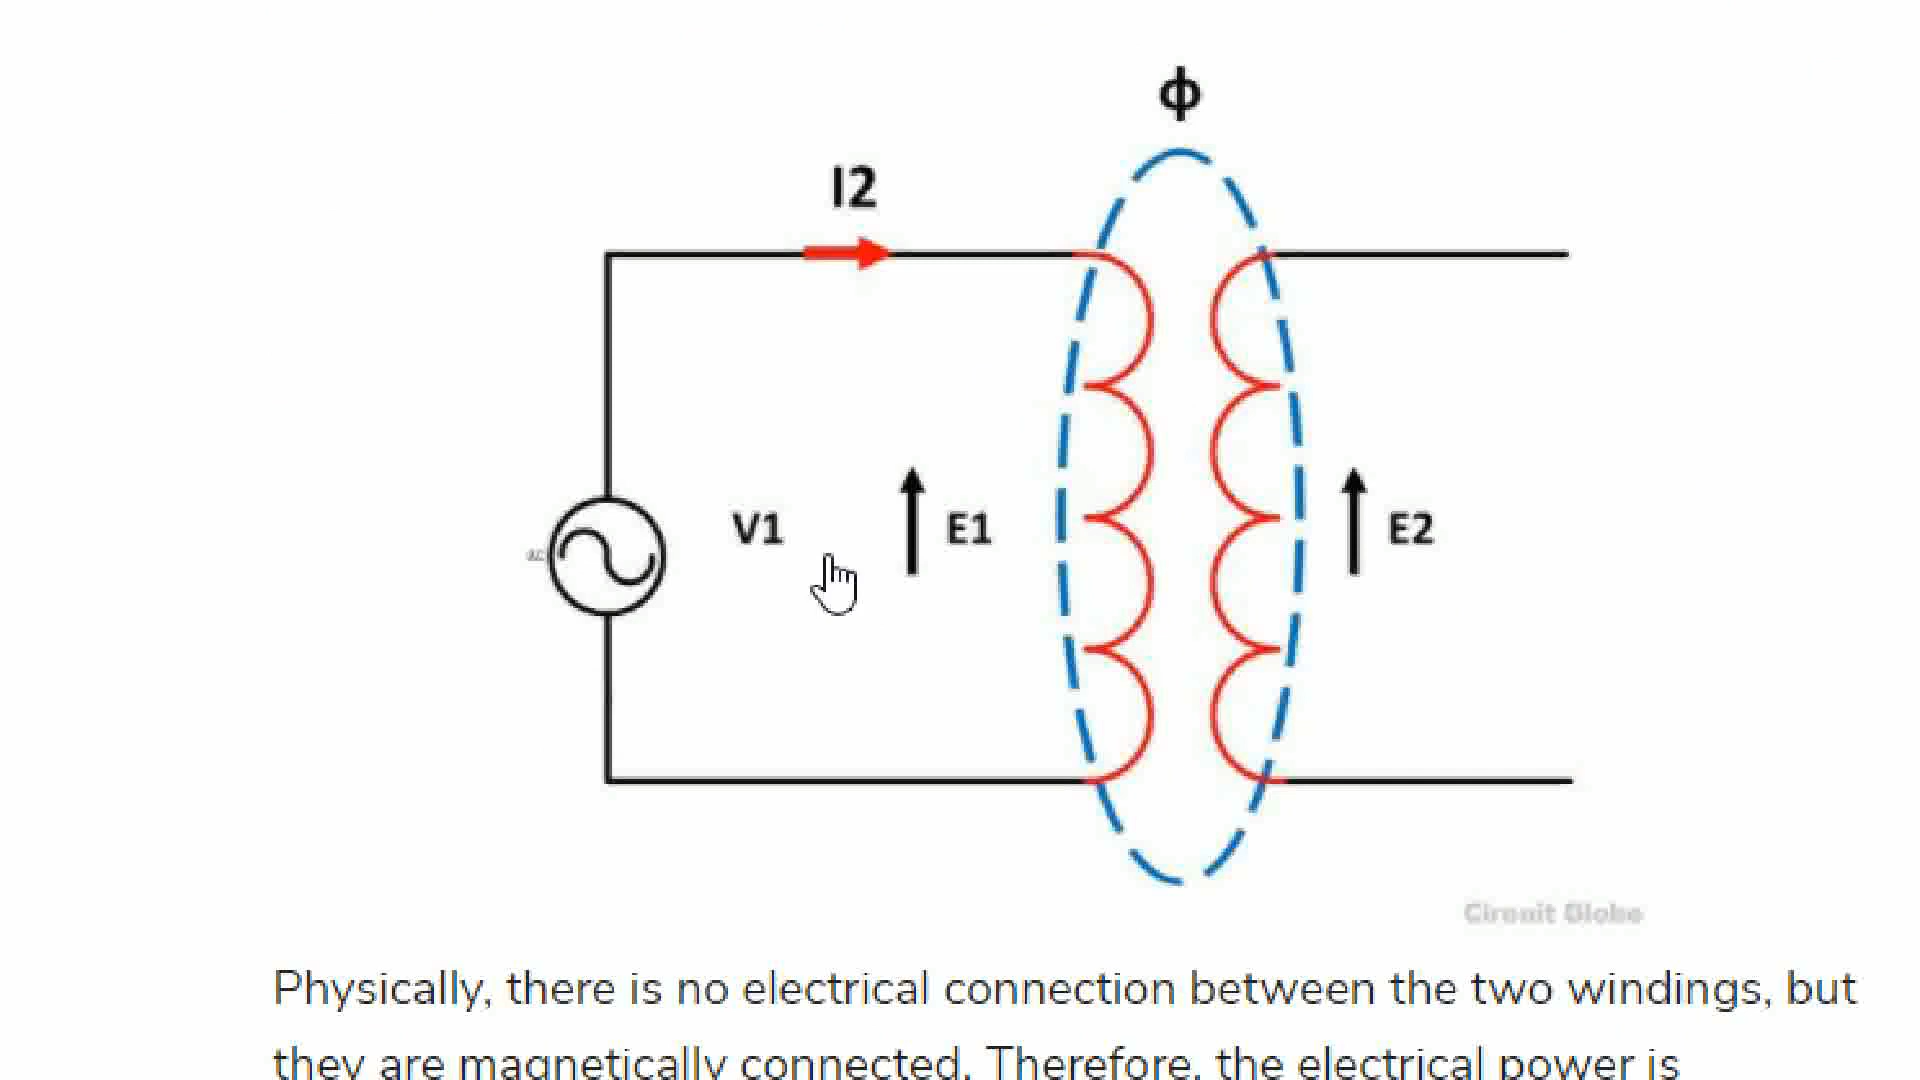 ϕ
I2
V1
E1
E2
AC
Circuit Globe
Physically, there is no electrical connection between the two windings, but
they are magnetically connected. Therefore, the electrical power is